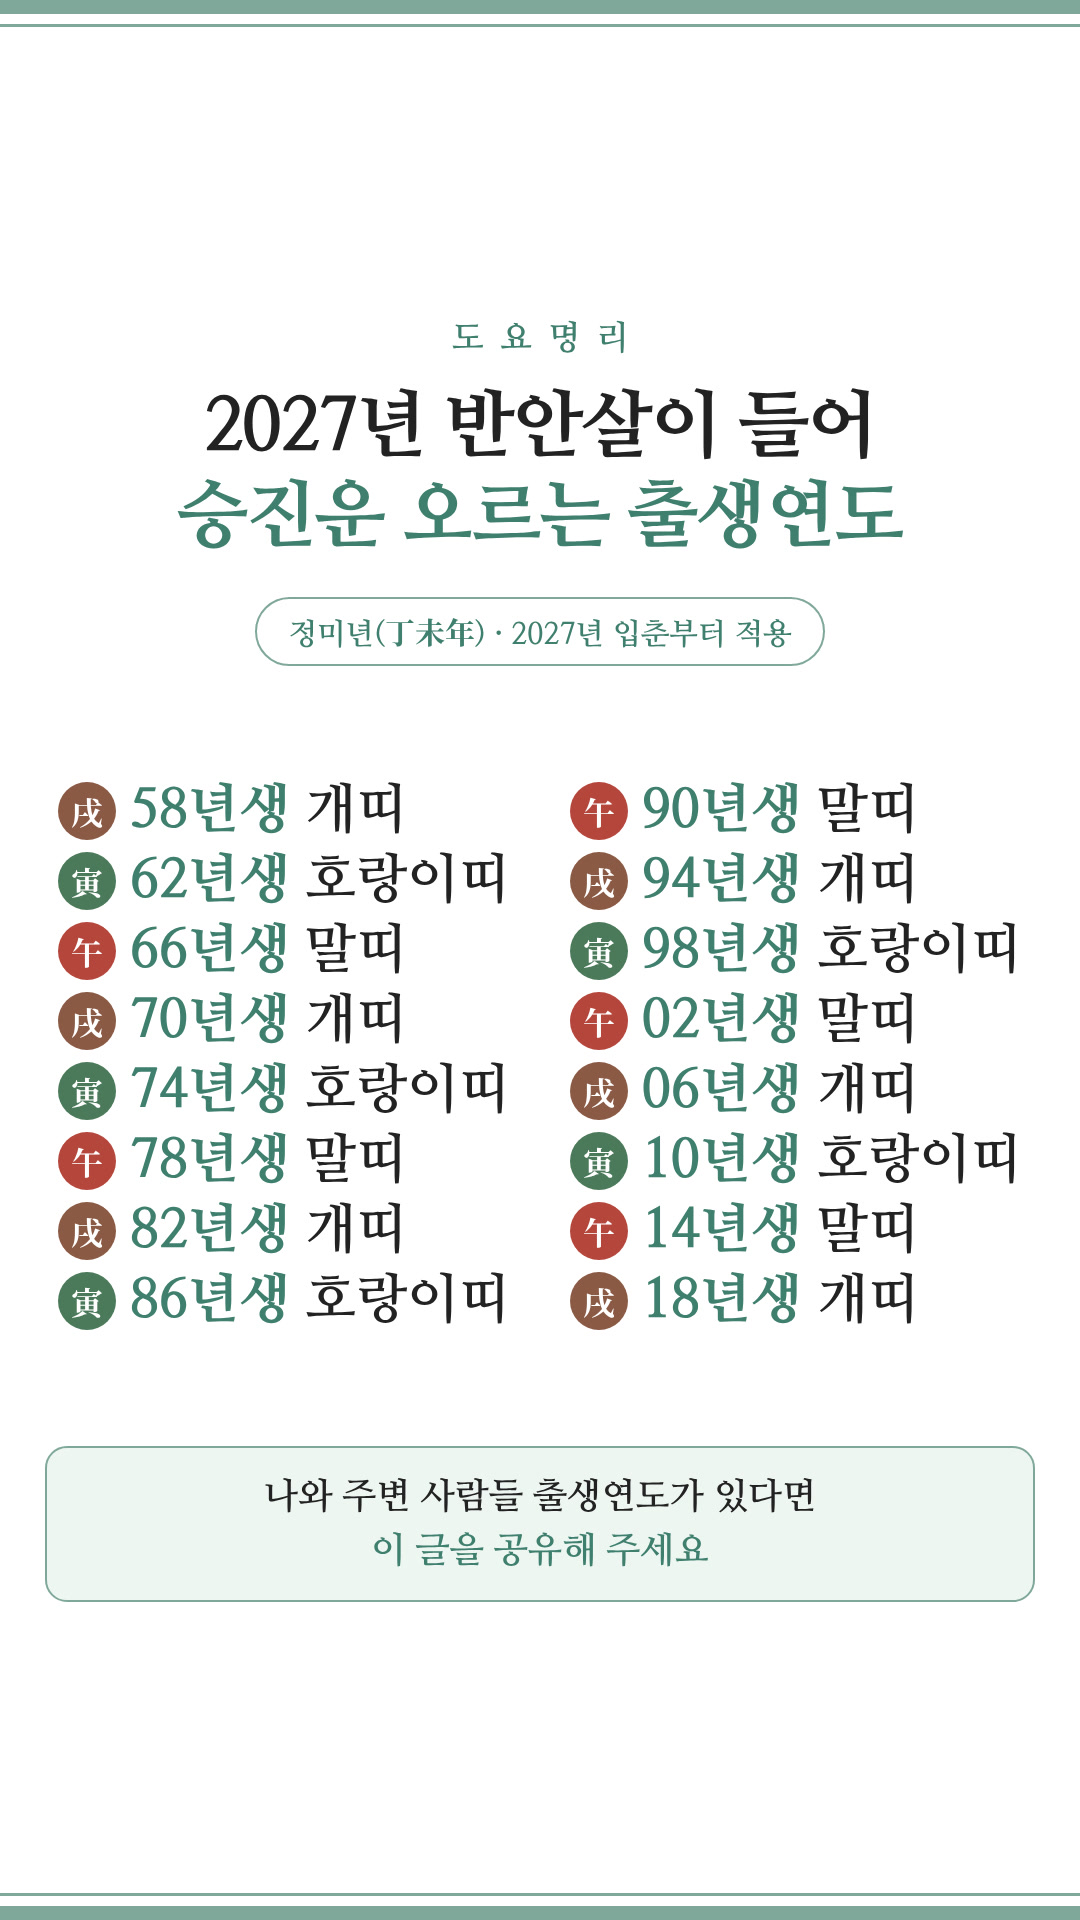 도요명리
2027년 반안살이 들어
승진운 오르는 출생연도
정미년(丁未年) · 2027년 입춘부터 적용
戌 58년생 개띠
寅 62년생 호랑이띠
午 66년생 말띠
戌 70년생 개띠
寅 74년생 호랑이띠
午 78년생 말띠
戌 82년생 개띠
寅 86년생 호랑이띠
午 90년생 말띠
戌 94년생 개띠
寅 98년생 호랑이띠
午 02년생 말띠
戌 06년생 개띠
寅 10년생 호랑이띠
午 14년생 말띠
戌 18년생 개띠
나와 주변 사람들 출생연도가 있다면
이 글을 공유해 주세요